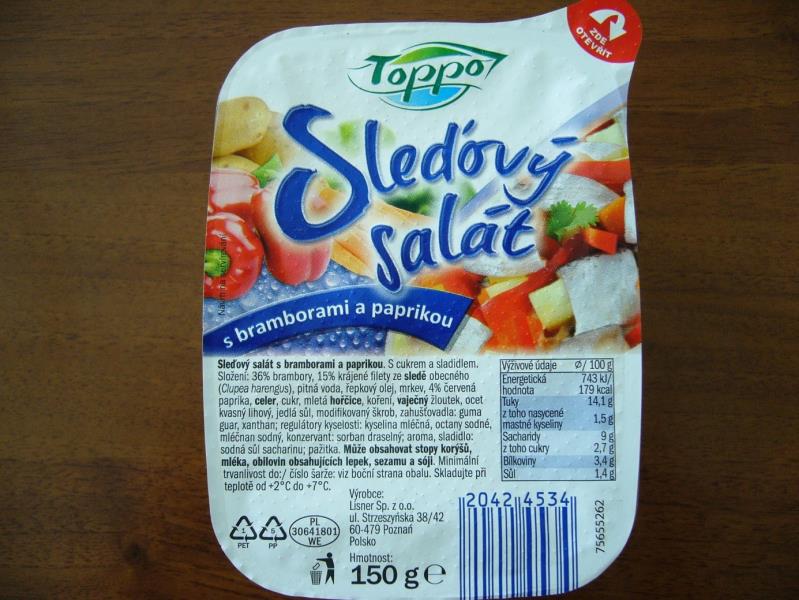 ZDE
OTEVŘÍT
Toppo
Sleďový
salát
s bramborami a paprikou
Sleďový salát s bramborami a paprikou. S cukrem a sladidlem.
Složení: 36% brambory, 15% krájené filety ze sledě obecného
(Clupea harengus), pitná voda, řepkový olej, mrkev, 4% červená
paprika, celer, cukr, mletá hořčice, koření, vaječný žloutek, ocet
kvasný lihový, jedlá sůl, modifikovaný škrob, zahušťovadla: guma
guar, xanthan; regulátory kyselosti: kyselina mléčná, octany sodné,
mléčnan sodný, konzervant: sorban draselný; aroma, sladidlo:
sodná sůl sacharinu; pažitka. Může obsahovat stopy korýšů,
mléka, obilovin obsahujících lepek, sezamu a sóji. Minimální
trvanlivost do:/ číslo šarže: viz boční strana obalu. Skladujte při
teplotě od +2°C do +7°C.
Výživové údaje Ø/ 100 g
Energetická 743 kJ/
hodnota 179 kcal
Tuky 14,1 g
z toho nasycené
mastné kyseliny 1,5 g
Sacharidy 9 g
z toho cukry 2,7 g
Bílkoviny 3,4 g
Sůl 1,4 g
1
PET
5
PP
PL
30641801
WE
Výrobce:
Lisner Sp. z o.o.
ul. Strzeszyńska 38/42
60-479 Poznań
Polsko
Hmotnost:
150 g e
2042 4534
75655262